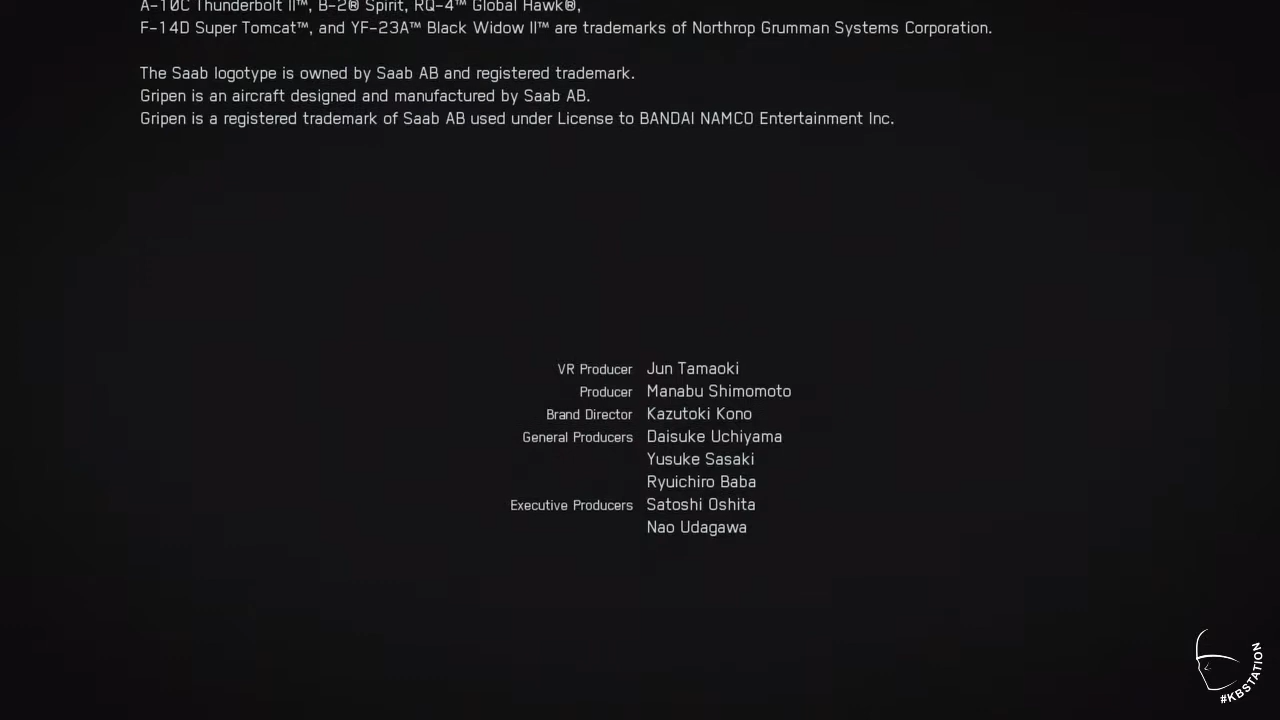 A-10C Thunderbolt II™, B-2® Spirit, RQ-4™ Global Hawk®,
F-14D Super Tomcat™, and YF-23A™ Black Widow II™ are trademarks of Northrop Grumman Systems Corporation.
The Saab logotype is owned by Saab AB and registered trademark.
Gripen is an aircraft designed and manufactured by Saab AB.
Gripen is a registered trademark of Saab AB used under License to BANDAI NAMCO Entertainment Inc.
VR Producer Jun Tamaoki
Producer Manabu Shimomoto
Brand Director Kazutoki Kono
General Producers Daisuke Uchiyama
Yusuke Sasaki
Ryuichiro Baba
Executive Producers Satoshi Oshita
Nao Udagawa
#KBSTATION